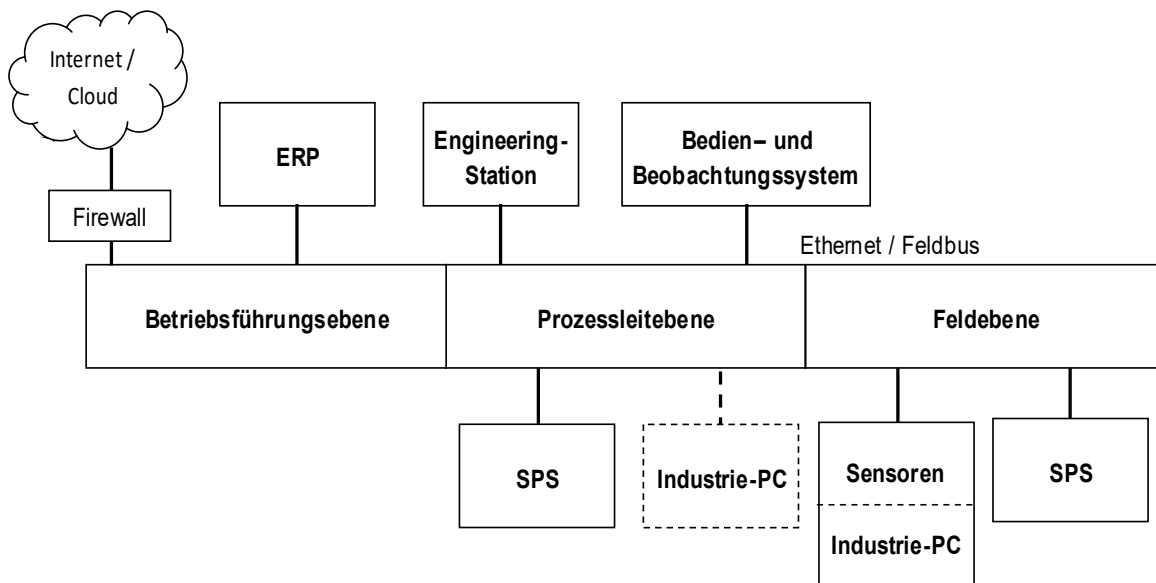 Internet /
Cloud
Firewall
ERP
Engineering-
Station
Bedien– und
Beobachtungssystem
Ethernet / Feldbus
Betriebsführungsebene
Prozessleitebene
Feldebene
SPS
Industrie-PC
Sensoren
Industrie-PC
SPS